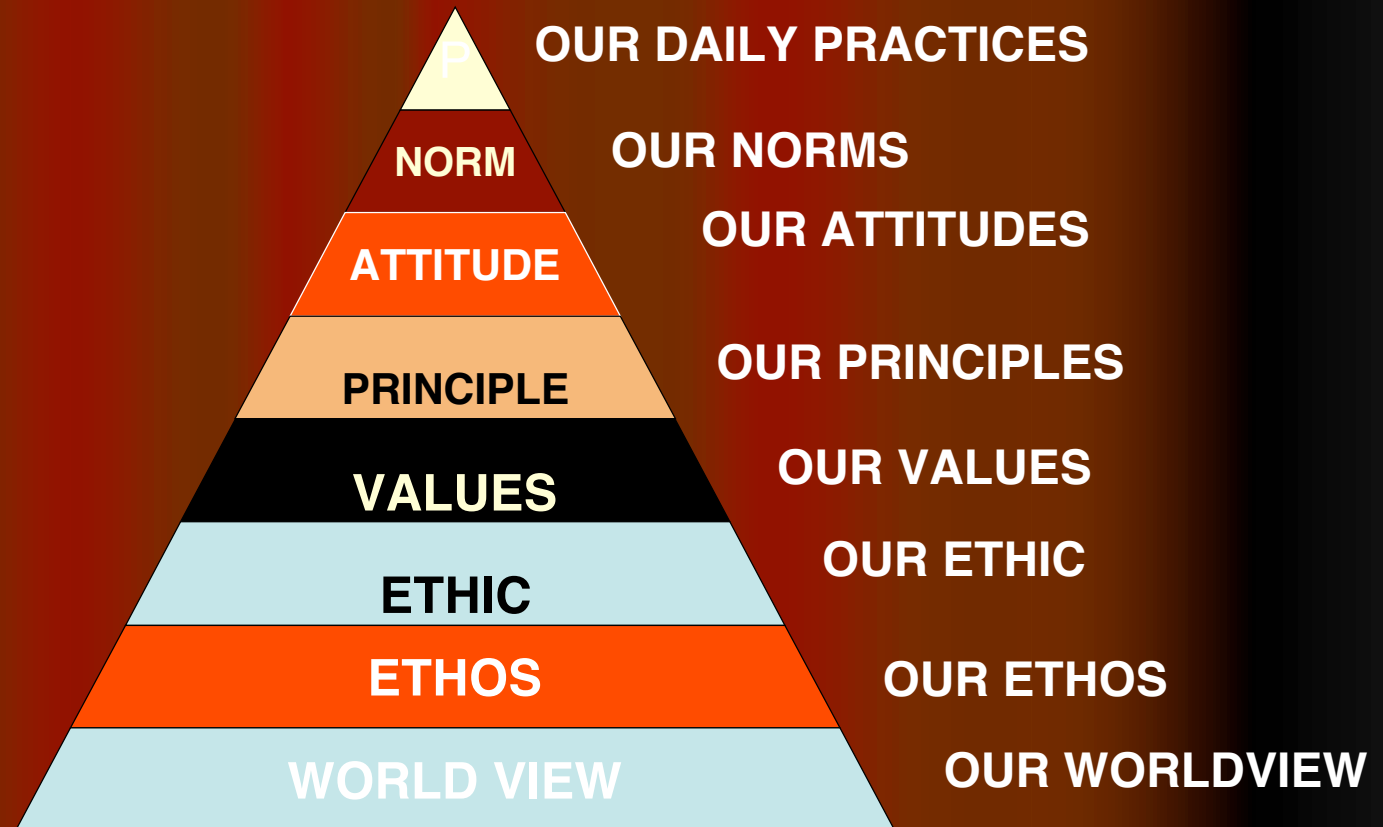 P
OUR DAILY PRACTICES
NORM
OUR NORMS
ATTITUDE
OUR ATTITUDES
PRINCIPLE
OUR PRINCIPLES
VALUES
OUR VALUES
ETHIC
OUR ETHIC
ETHOS
OUR ETHOS
WORLD VIEW
OUR WORLDVIEW